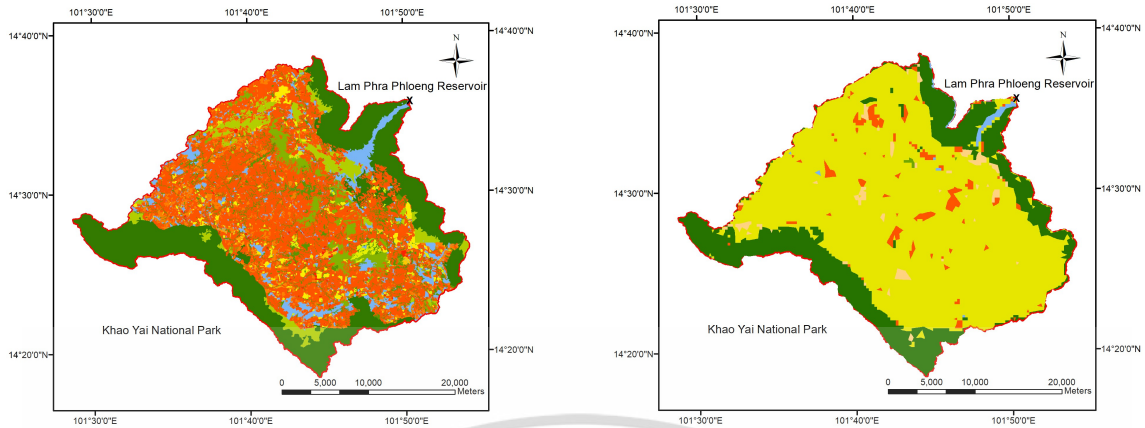 101°30'0"E 101°40'0"E 101°50'0"E
14°40'0"N 14°40'0"N
N
Lam Phra Phloeng Reservoir
X
14°30'0"N 14°30'0"N
Khao Yai National Park
14°20'0"N 14°20'0"N
0 5,000 10,000 20,000
Meters
101°30'0"E 101°40'0"E 101°50'0"E
101°40'0"E 101°50'0"E
14°40'0"N 14°40'0"N
N
Lam Phra Phloeng Reservoir
X
14°30'0"N 14°30'0"N
Khao Yai National Park
14°20'0"N 14°20'0"N
0 5,000 10,000 20,000
Meters
101°30'0"E 101°40'0"E 101°50'0"E